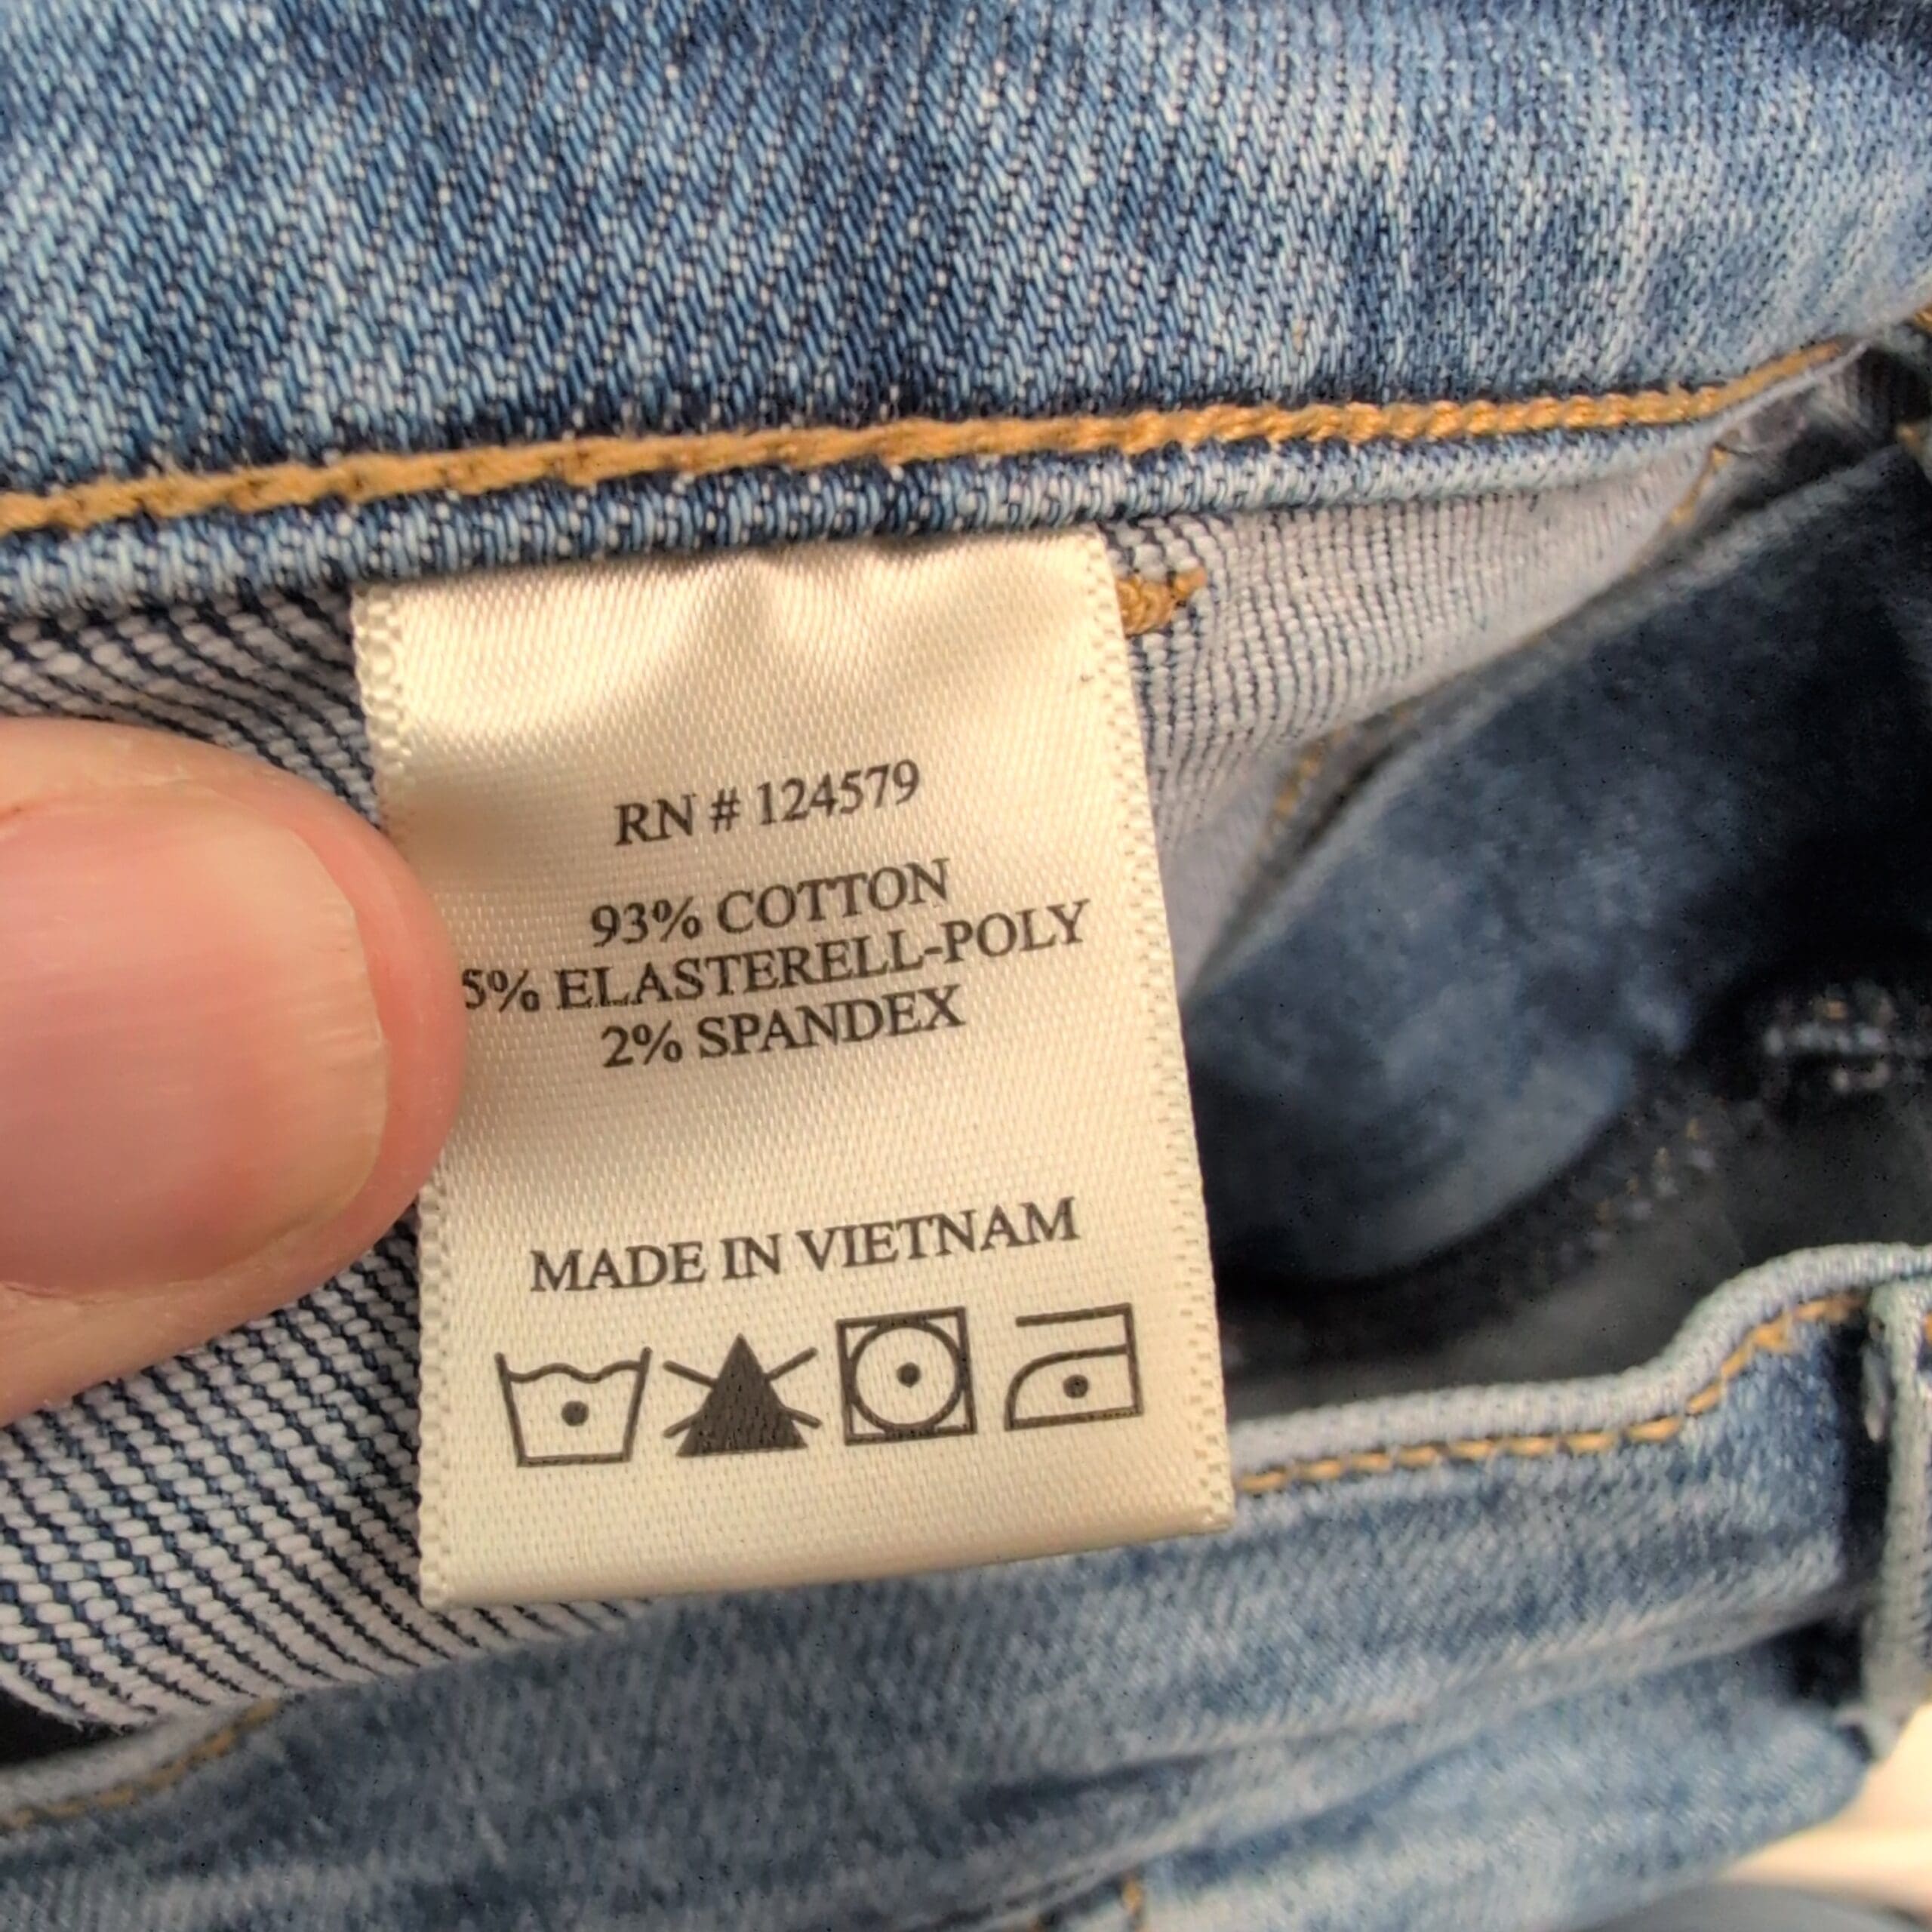 RN # 124579
93% COTTON
5% ELASTERELL-POLY
2% SPANDEX
MADE IN VIETNAM